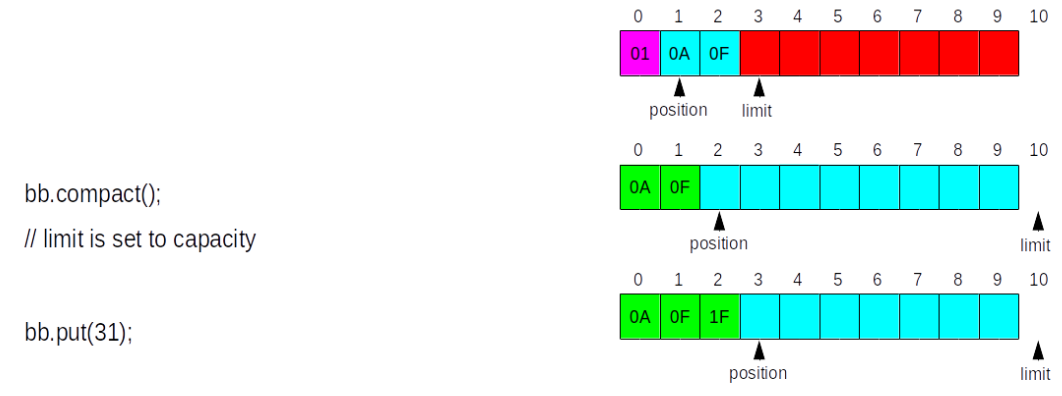 0 1 2 3 4 5 6 7 8 9 10
01 0A 0F
position limit
0 1 2 3 4 5 6 7 8 9 10
bb.compact(); 0A 0F
// limit is set to capacity position limit
0 1 2 3 4 5 6 7 8 9 10
bb.put(31); 0A 0F 1F
position limit